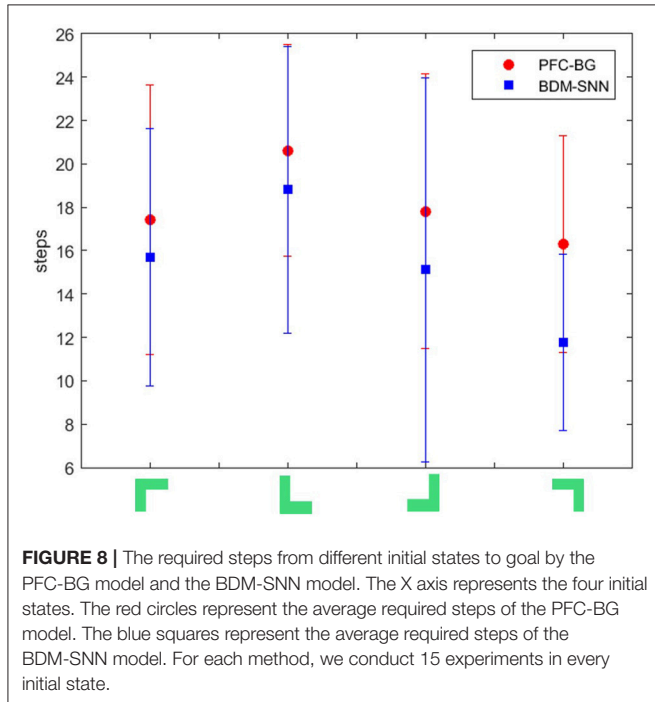 26
24
22
20
18
16
14
12
10
8
6
steps
PFC-BG
BDM-SNN
FIGURE 8 | The required steps from different initial states to goal by the
PFC-BG model and the BDM-SNN model. The X axis represents the four initial
states. The red circles represent the average required steps of the PFC-BG
model. The blue squares represent the average required steps of the
BDM-SNN model. For each method, we conduct 15 experiments in every
initial state.